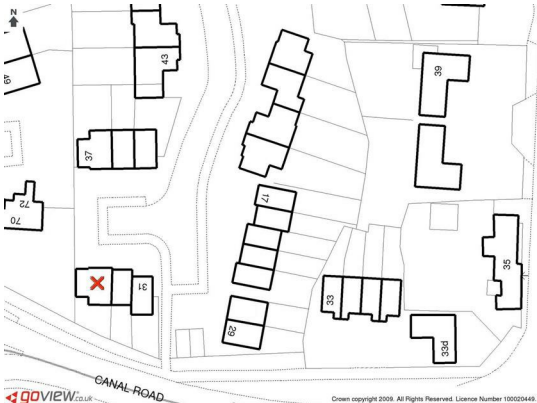 N
49
43
39
37
72
70
17
35
31
33
29
33d
CANAL ROAD
goview.co.uk
Crown copyright 2009. All Rights Reserved. Licence Number 100020449.